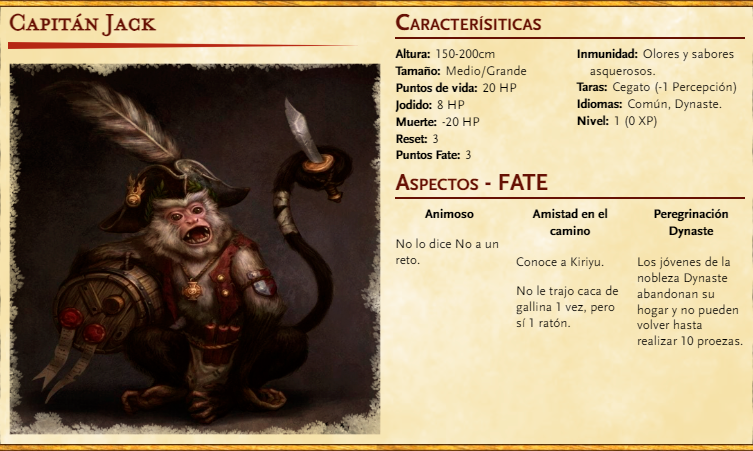 Capitán Jack
Caracterísiticas
Altura: 150-200cm
Tamaño: Medio/Grande
Puntos de vida: 20 HP
Jodido: 8 HP
Muerte: -20 HP
Reset: 3
Puntos Fate: 3
Inmunidad: Olores y sabores
asquerosos.
Taras: Cegato (-1 Percepción)
Idiomas: Común, Dynaste.
Nivel: 1 (0 XP)
Aspectos - FATE
Animoso
No lo dice No a un
reto.
Amistad en el
camino
Conoce a Kiriyu.
No le trajo caca de
gallina 1 vez, pero
sí 1 ratón.
Peregrinación
Dynaste
Los jóvenes de la
nobleza Dynaste
abandonan su
hogar y no pueden
volver hasta
realizar 10 proezas.